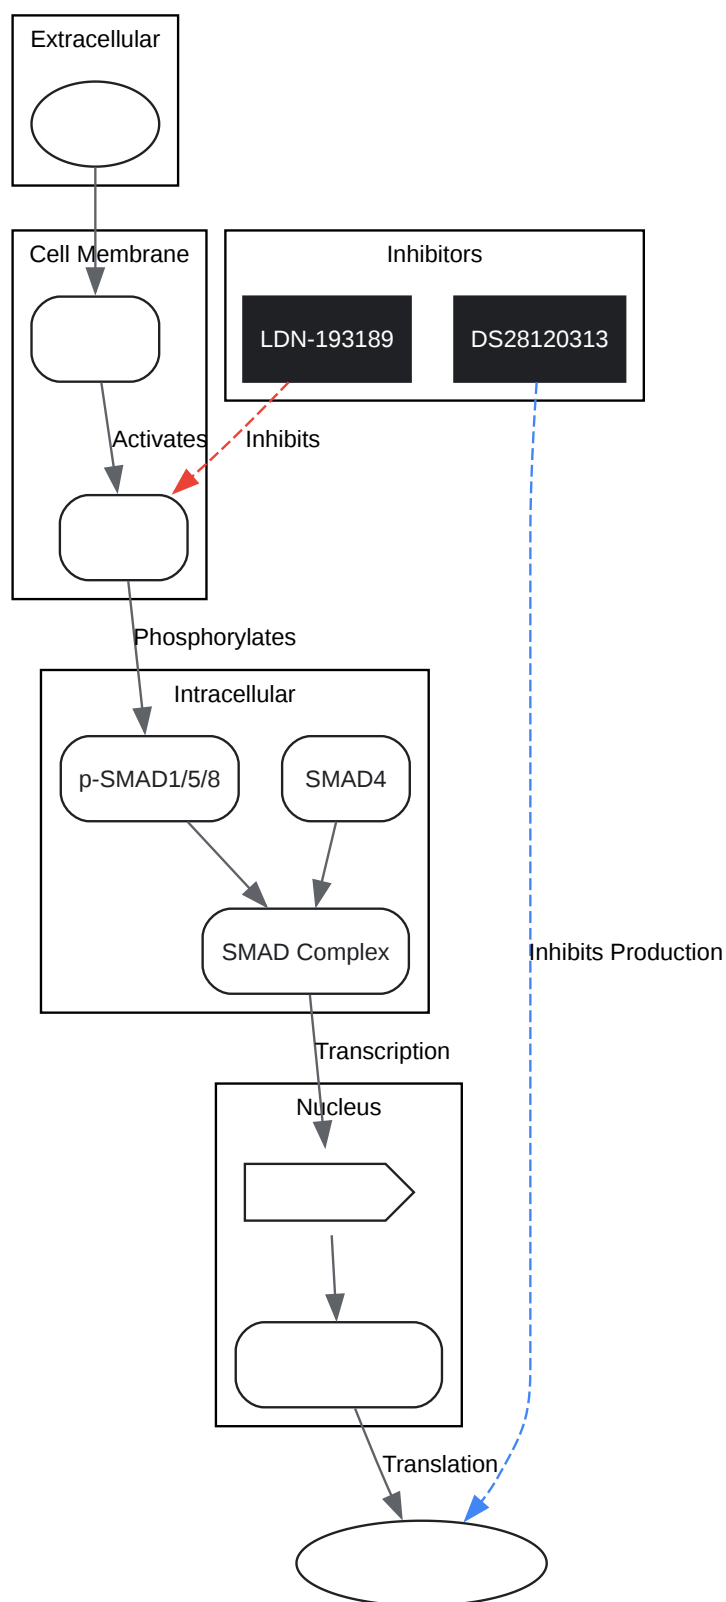 Extracellular
Cell Membrane
Inhibitors
LDN-193189
DS28120313
Activates
Inhibits
Phosphorylates
Intracellular
p-SMAD1/5/8
SMAD4
SMAD Complex
Inhibits Production
Transcription
Nucleus
Translation